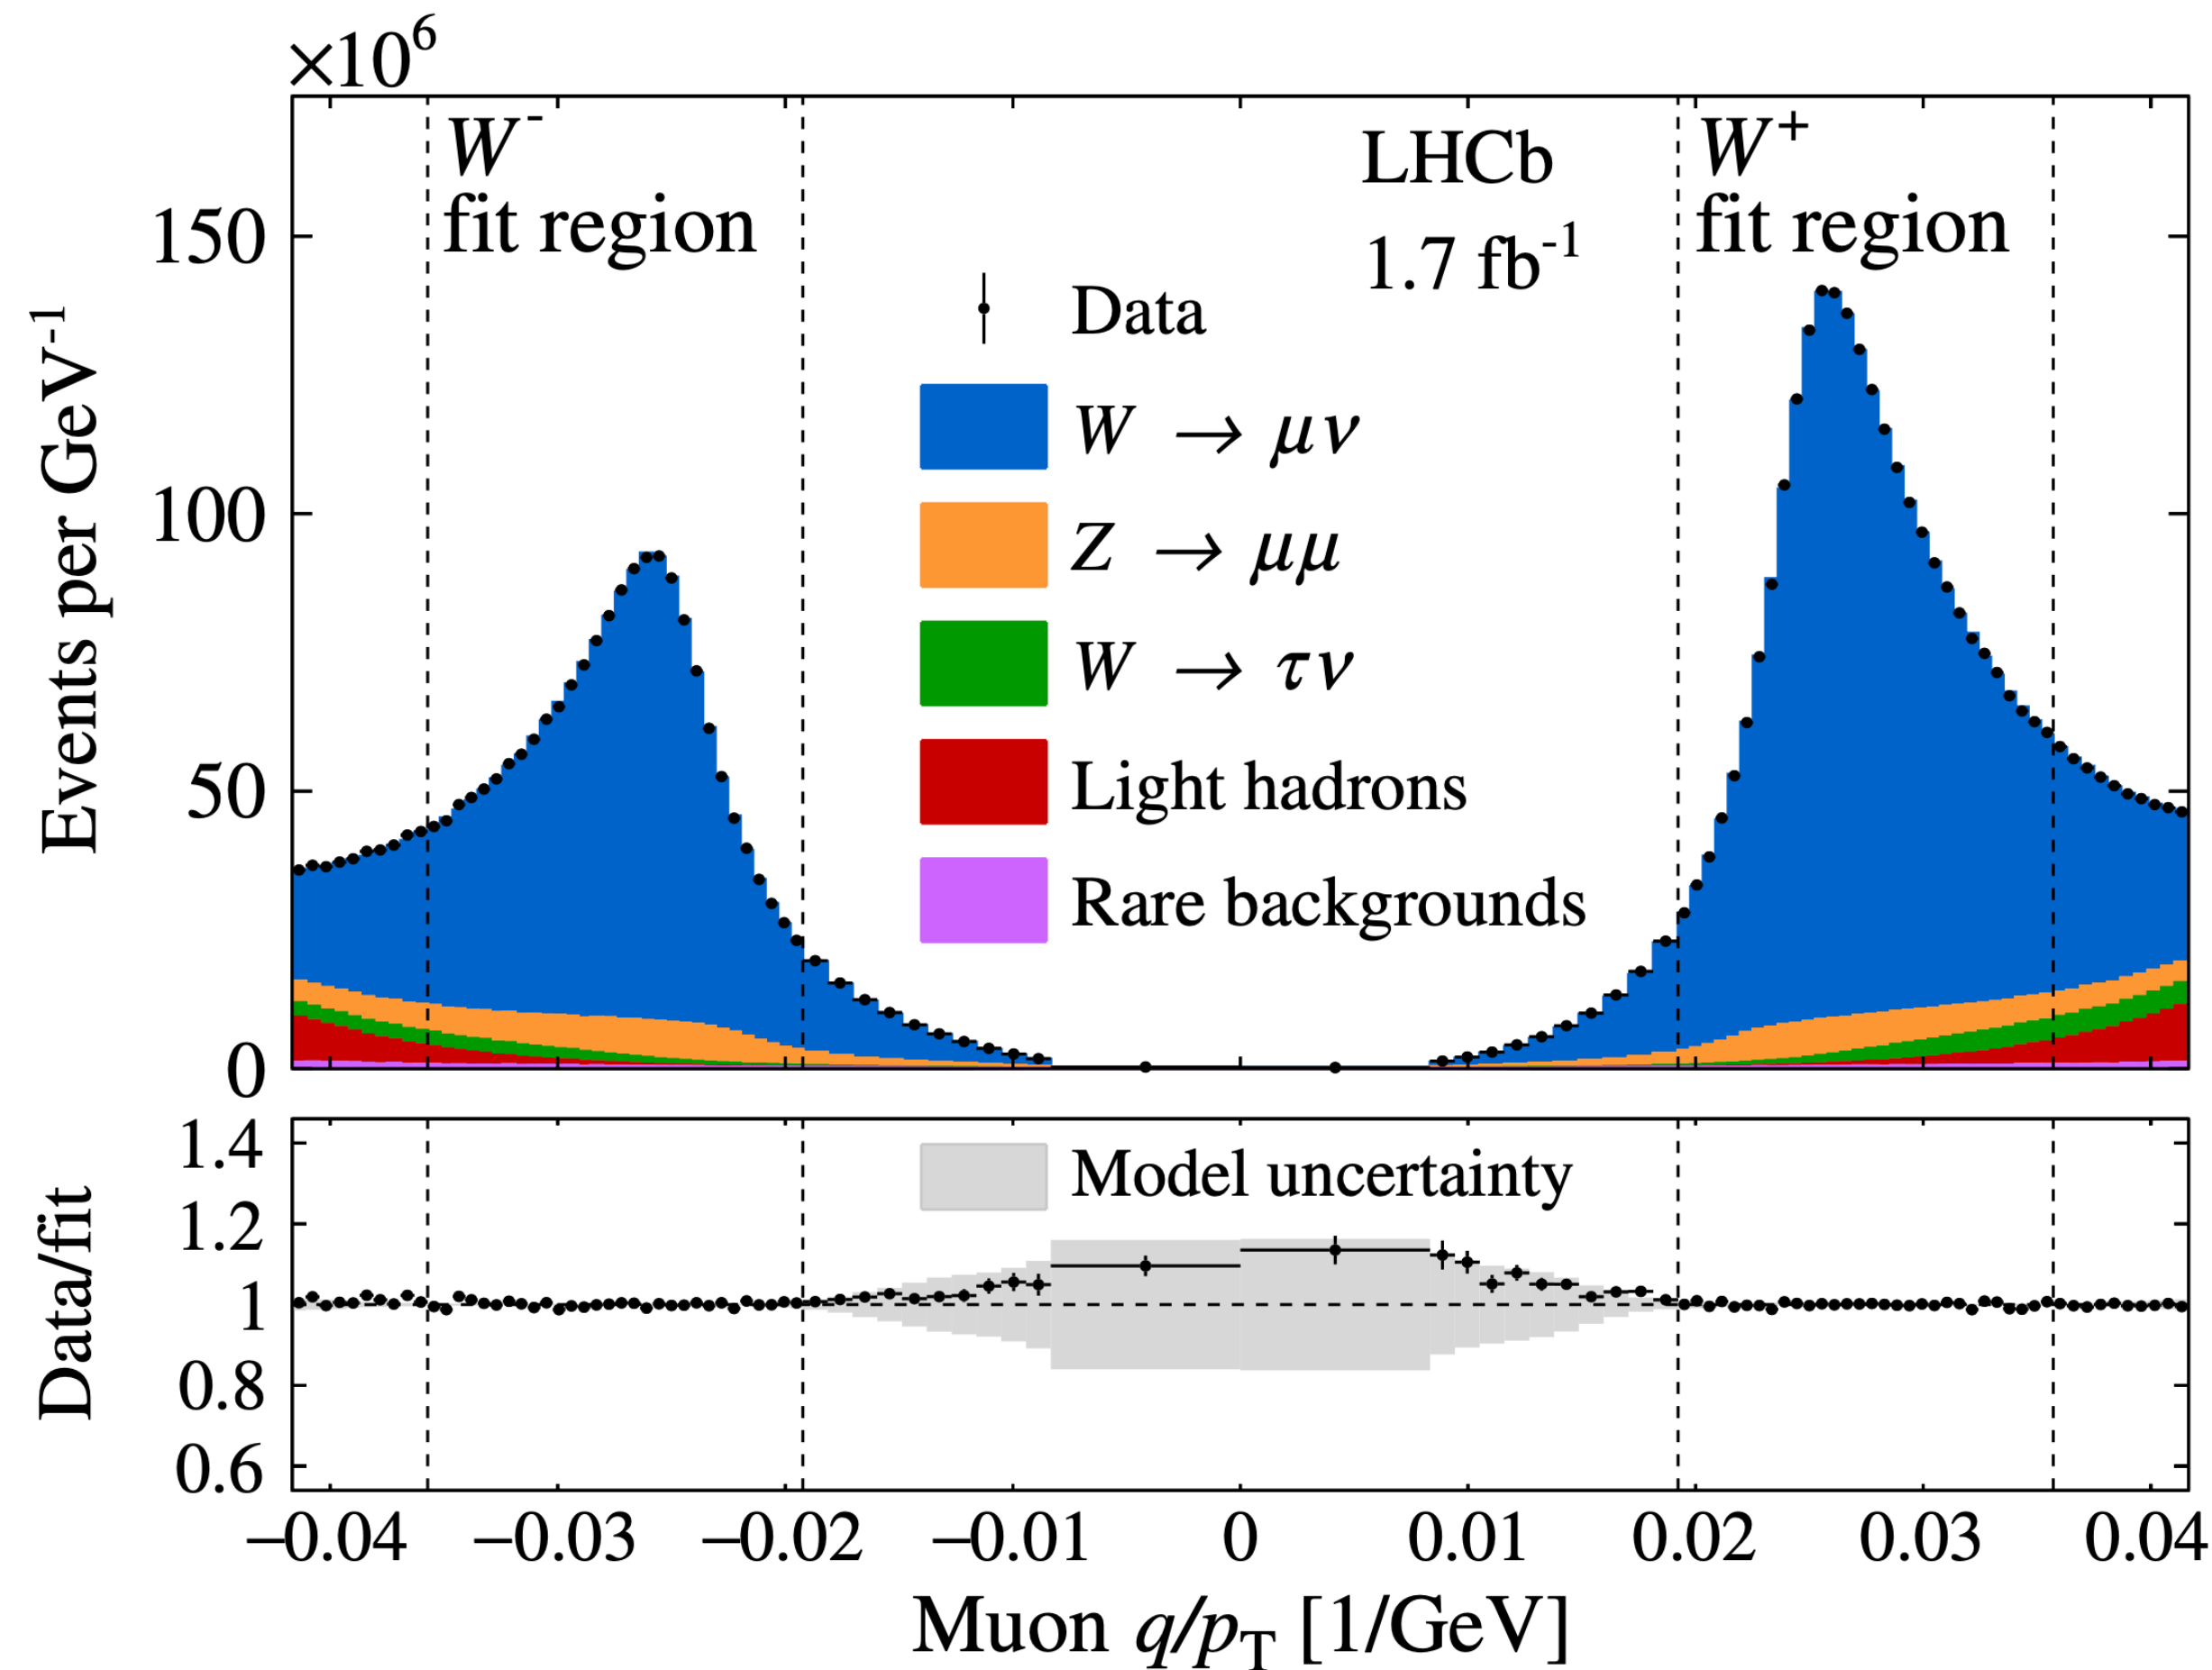 ×10⁶
W⁻
fit region
LHCb
1.7 fb⁻¹
W⁺
fit region
Data
W → μν
Z → μμ
W → τν
Light hadrons
Rare backgrounds
150
100
50
0
Events per GeV⁻¹
Model uncertainty
1.4
1.2
1
0.8
0.6
Data/fit
−0.04 −0.03 −0.02 −0.01 0 0.01 0.02 0.03 0.04
Muon q/p_T [1/GeV]